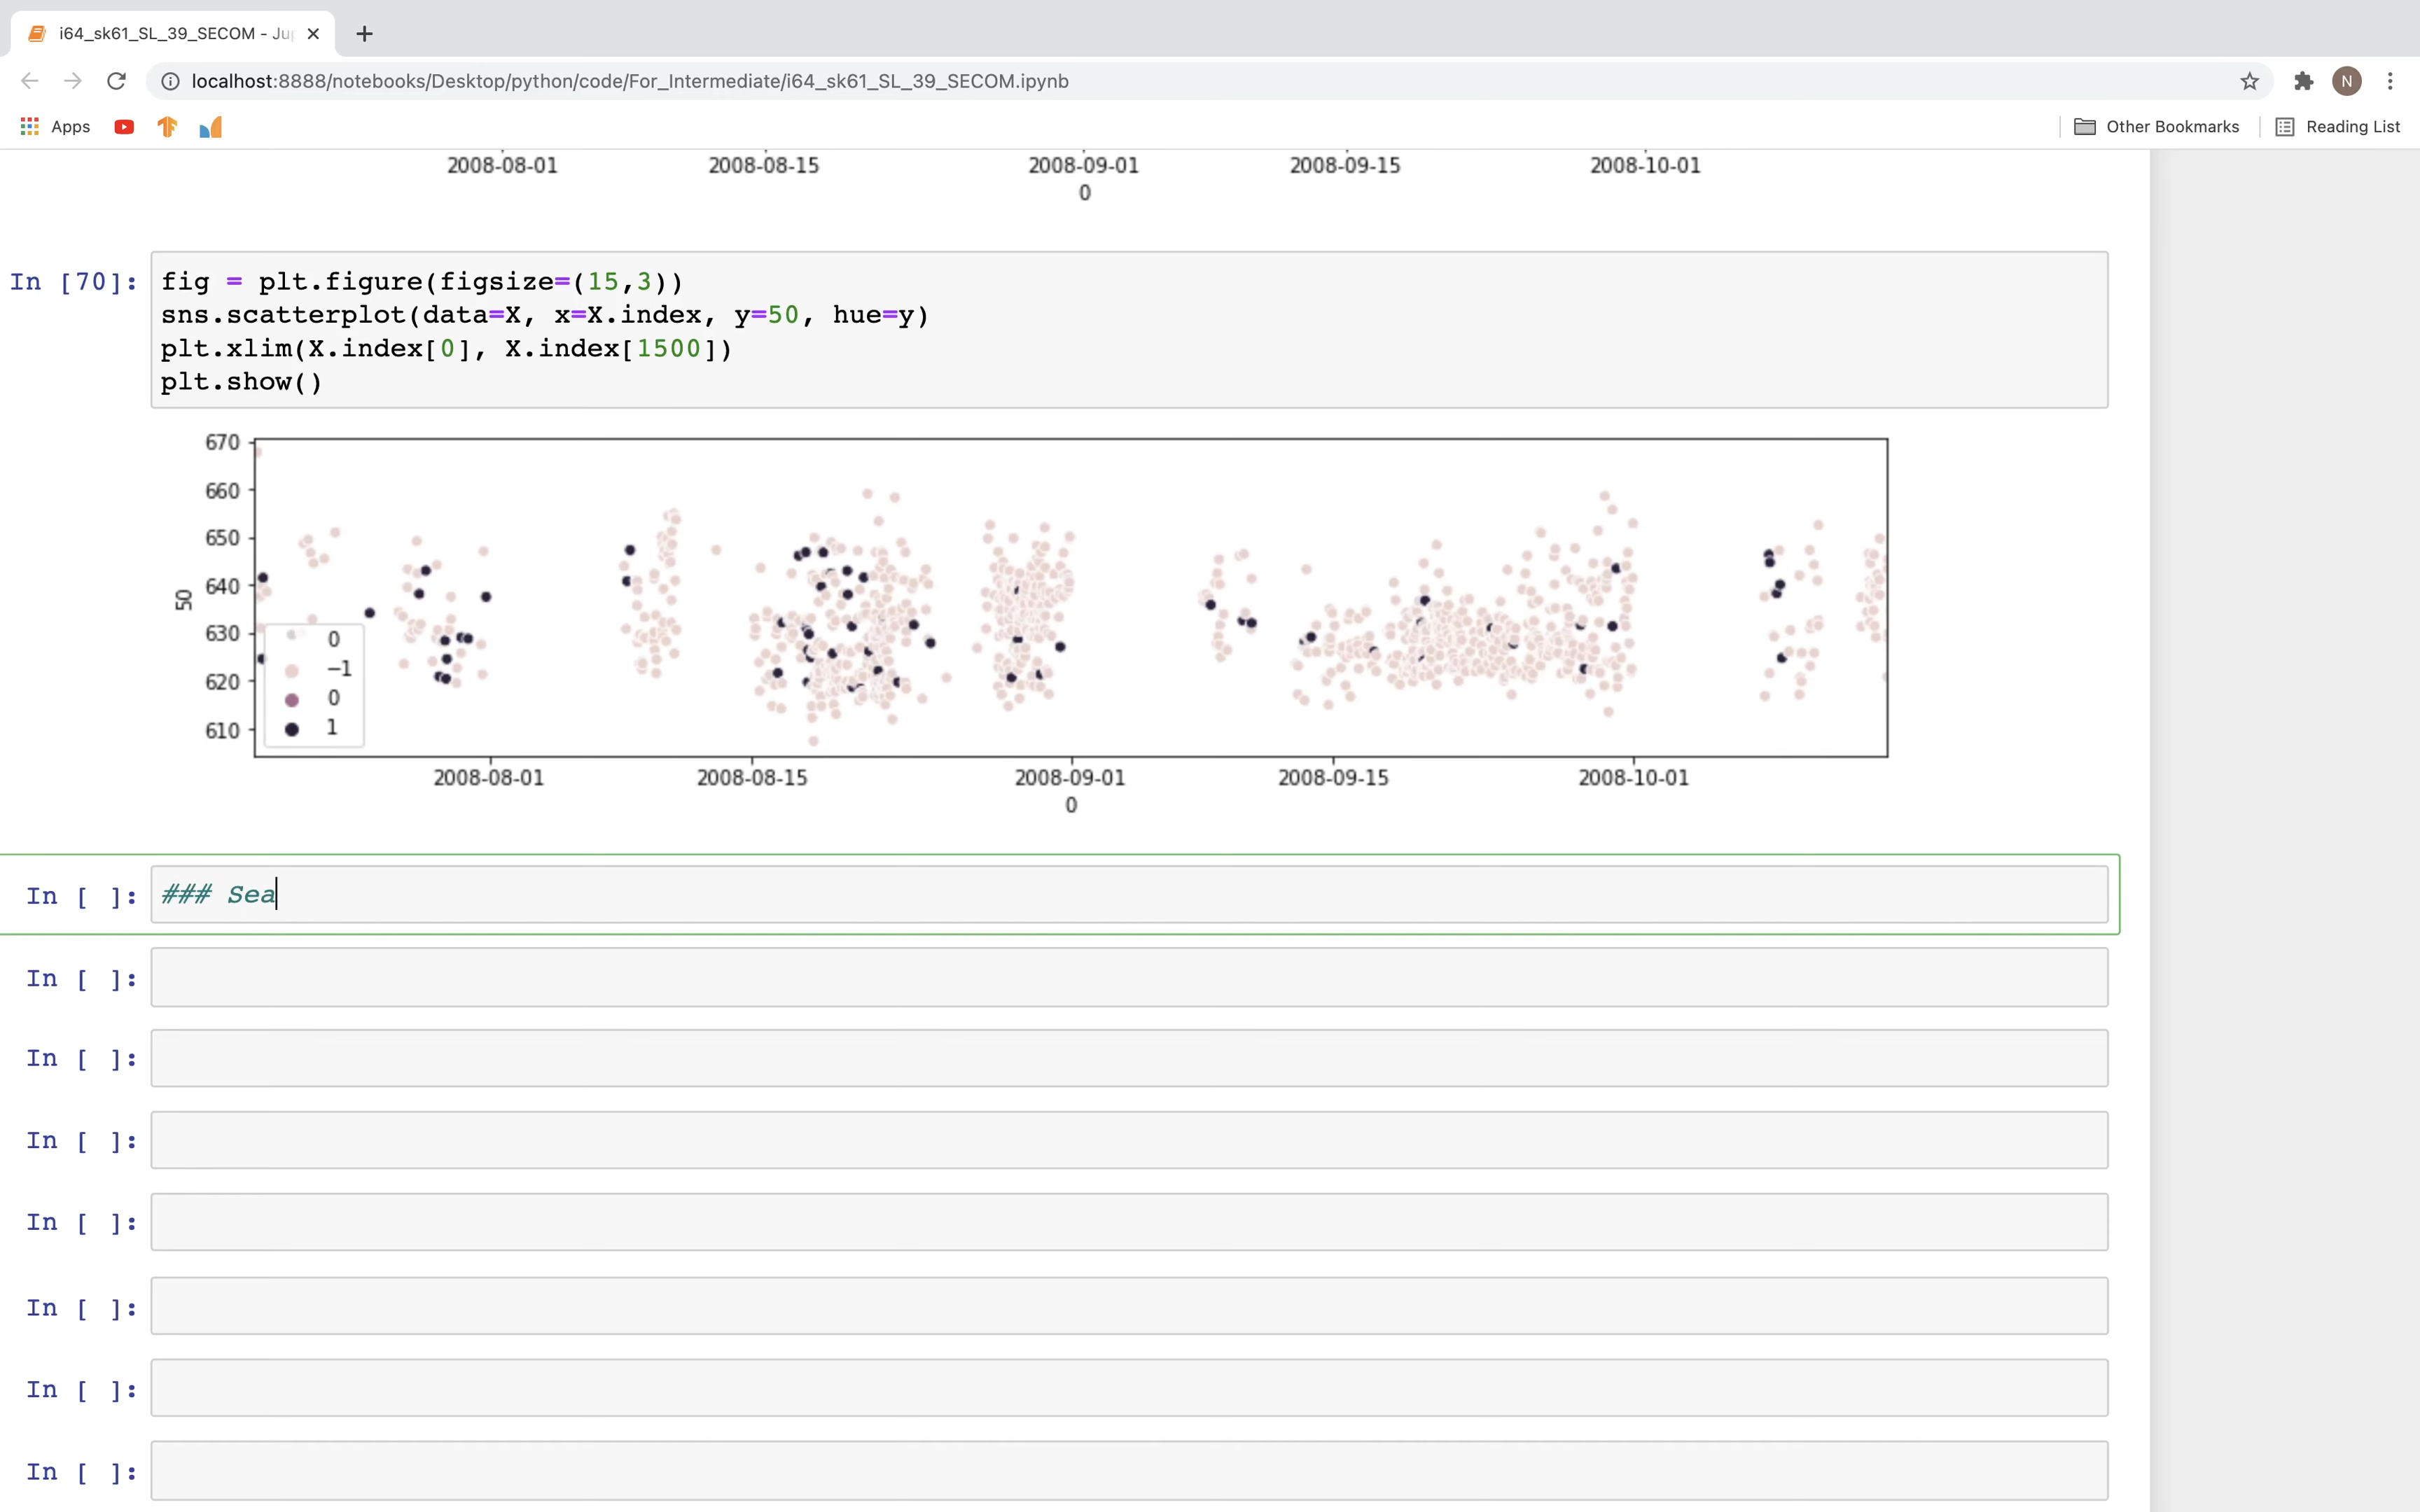 i64_sk61_SL_39_SECOM - Ju
localhost:8888/notebooks/Desktop/python/code/For_Intermediate/i64_sk61_SL_39_SECOM.ipynb
N
Apps
Other Bookmarks
Reading List
2008-08-01 2008-08-15 2008-09-01 2008-09-15 2008-10-01
0
In [70]:
fig = plt.figure(figsize=(15,3))
sns.scatterplot(data=X, x=X.index, y=50, hue=y)
plt.xlim(X.index[0], X.index[1500])
plt.show()
670
660
650
640
630
620
610
50
0
−1
0
1
2008-08-01 2008-08-15 2008-09-01 2008-09-15 2008-10-01
0
In [ ]: ### Sea
In [ ]:
In [ ]:
In [ ]:
In [ ]:
In [ ]:
In [ ]:
In [ ]: